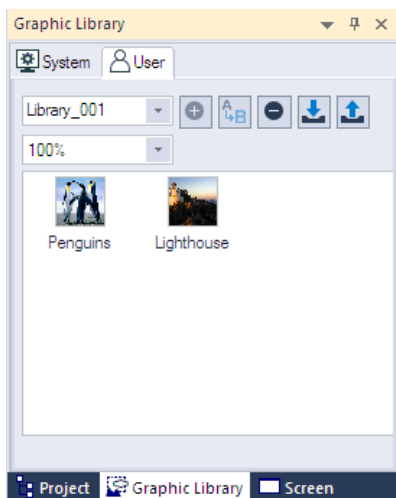 Graphic Library
System User
Library_001
A B
100%
Penguins Lighthouse
Project Graphic Library Screen